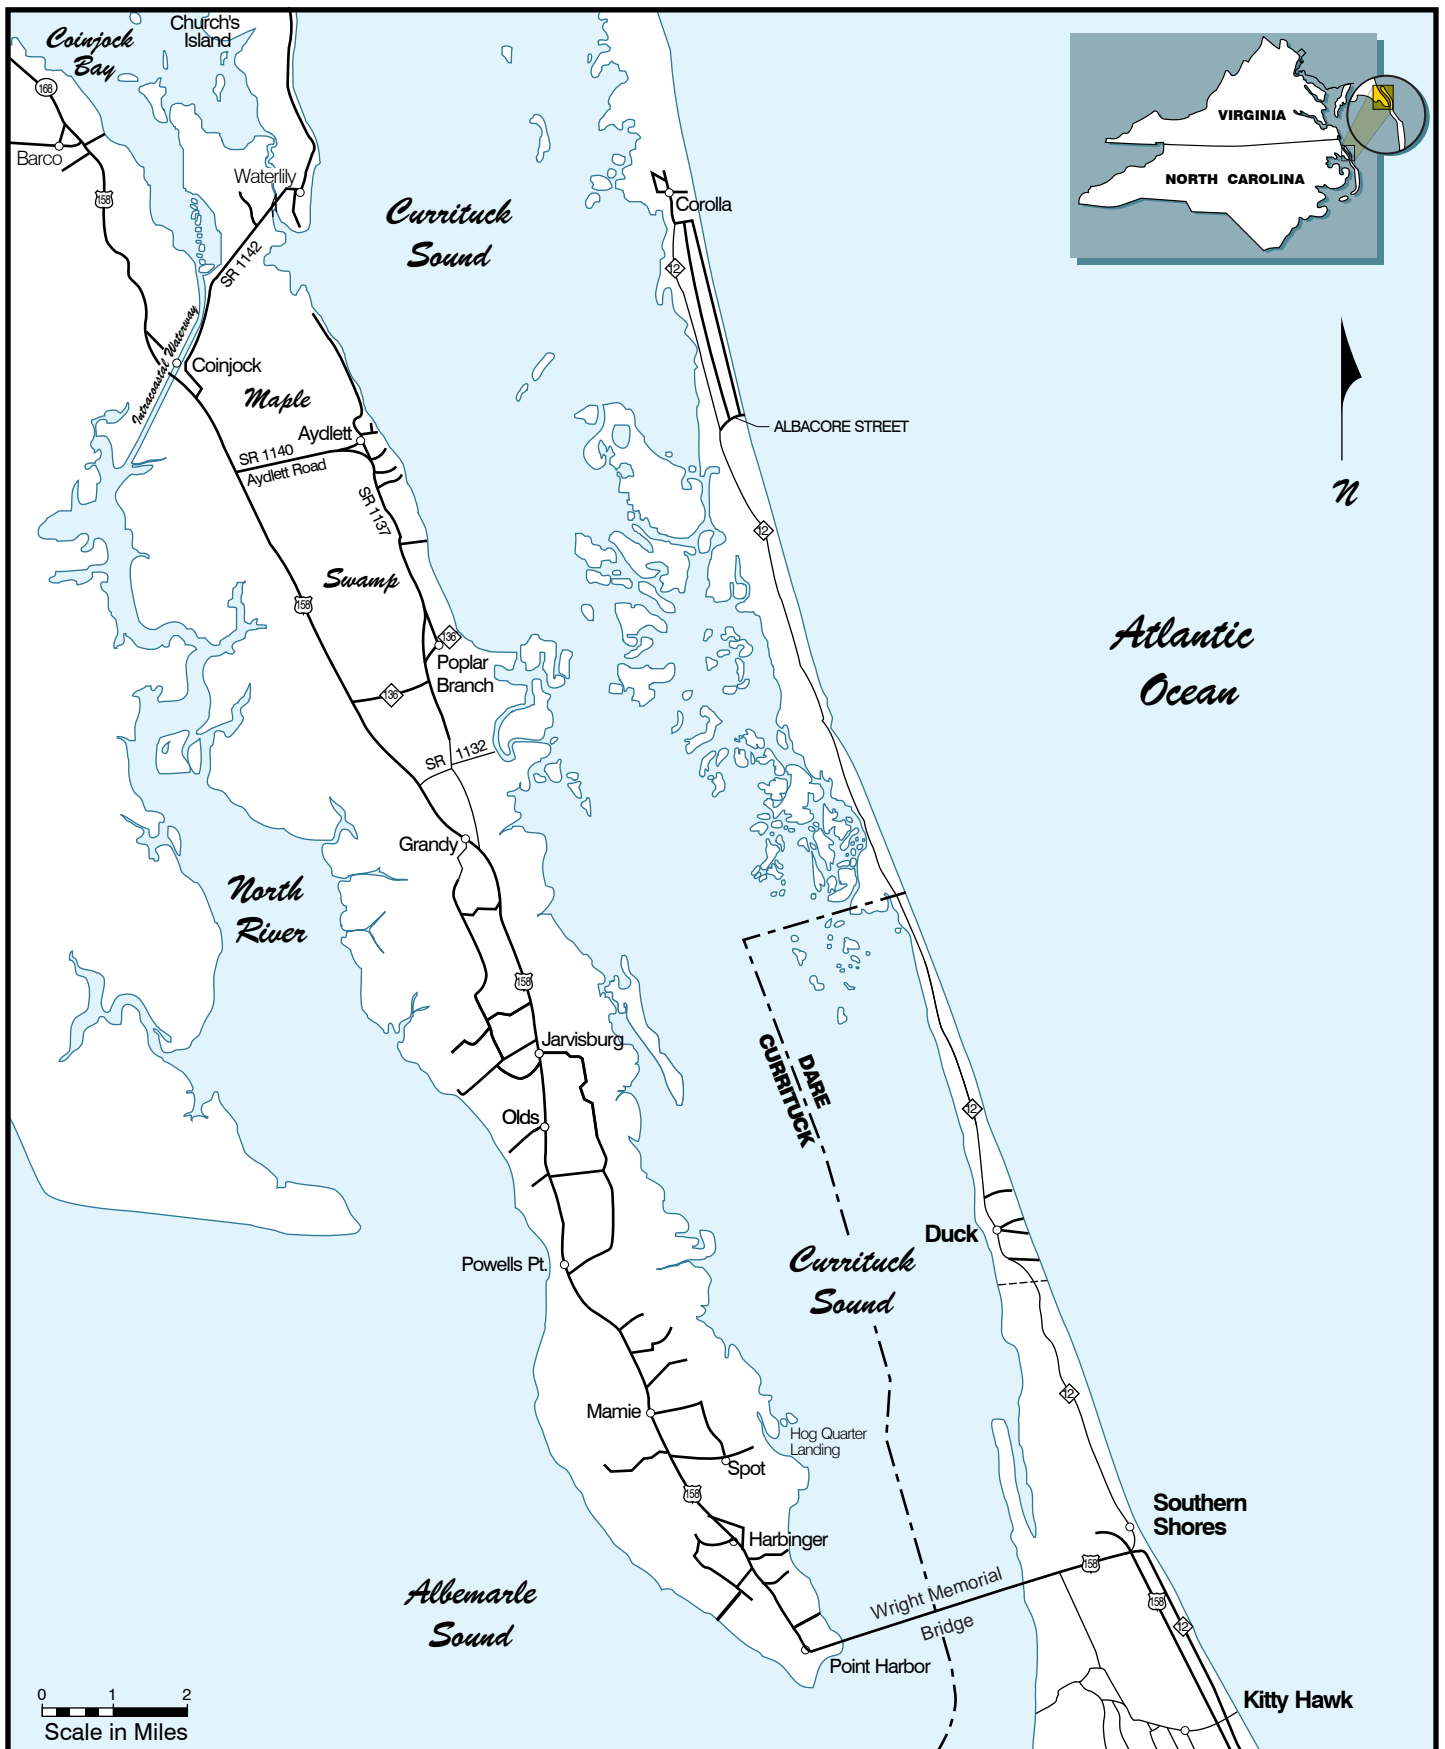 Church's
Island
Coinjock
Bay
168
Barco
158
Waterlily
SR 1142
Currituck
Sound
Corolla
12
VIRGINIA
NORTH CAROLINA
N
Intracoastal Waterway
Coinjock
Maple
Aydlett
SR 1140
Aydlett Road
SR 1137
ALBACORE STREET
12
Swamp
158
136
Poplar
Branch
136
SR 1132
Atlantic
Ocean
Grandy
North
River
158
Jarvisburg
DARE
CURRITUCK
Olds
12
Powells Pt.
Duck
Currituck
Sound
Mamie
12
Hog Quarter
Landing
Spot
158
Harbinger
Southern
Shores
158
Wright Memorial
Bridge
158
12
Albemarle
Sound
Point Harbor
Kitty Hawk
0 1 2
Scale in Miles